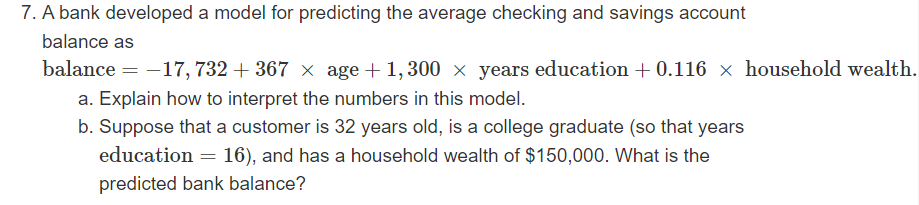 7. A bank developed a model for predicting the average checking and savings account
balance as
balance = −17, 732 + 367 × age + 1, 300 × years education + 0.116 × household wealth.
a. Explain how to interpret the numbers in this model.
b. Suppose that a customer is 32 years old, is a college graduate (so that years
education = 16), and has a household wealth of $150,000. What is the
predicted bank balance?